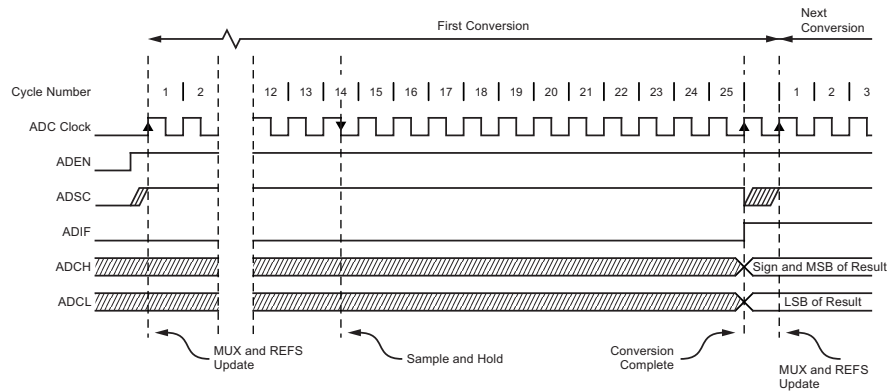 First Conversion
Next
Conversion
Cycle Number 1 2 12 13 14 15 16 17 18 19 20 21 22 23 24 25 1 2 3
ADC Clock
ADEN
ADSC
ADIF
ADCH Sign and MSB of Result
ADCL LSB of Result
MUX and REFS
Update
Sample and Hold
Conversion
Complete
MUX and REFS
Update